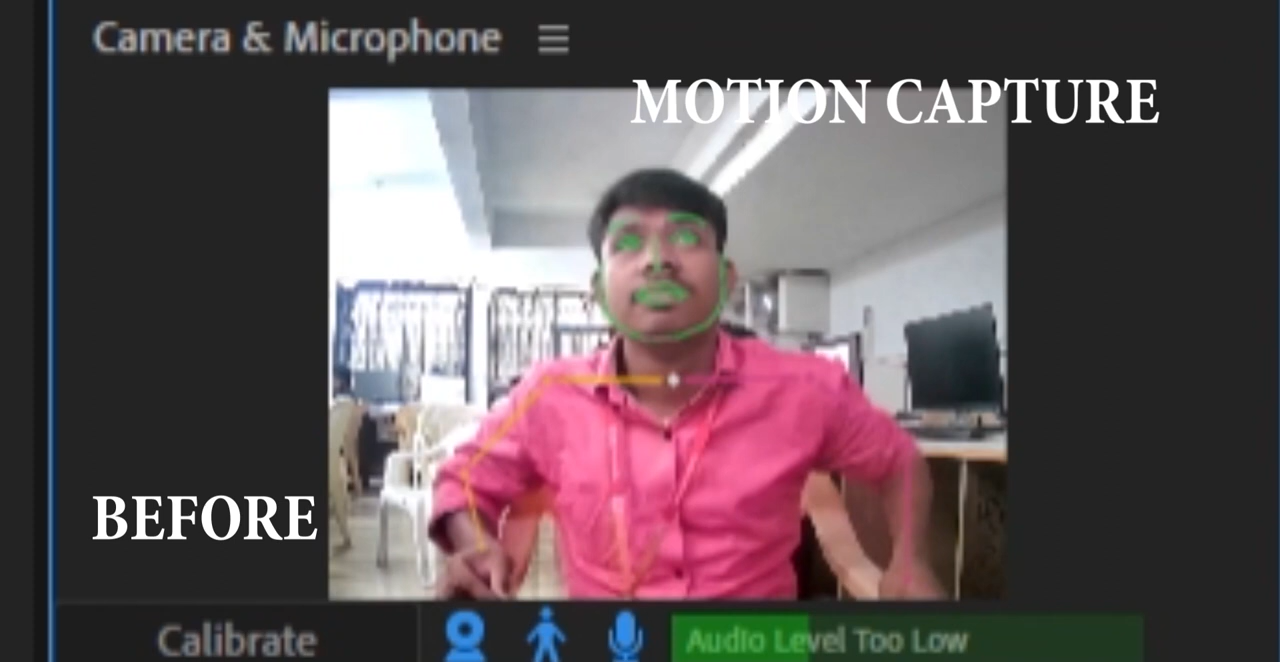 Camera & Microphone
MOTION CAPTURE
BEFORE
Calibrate
Audio Level Too Low